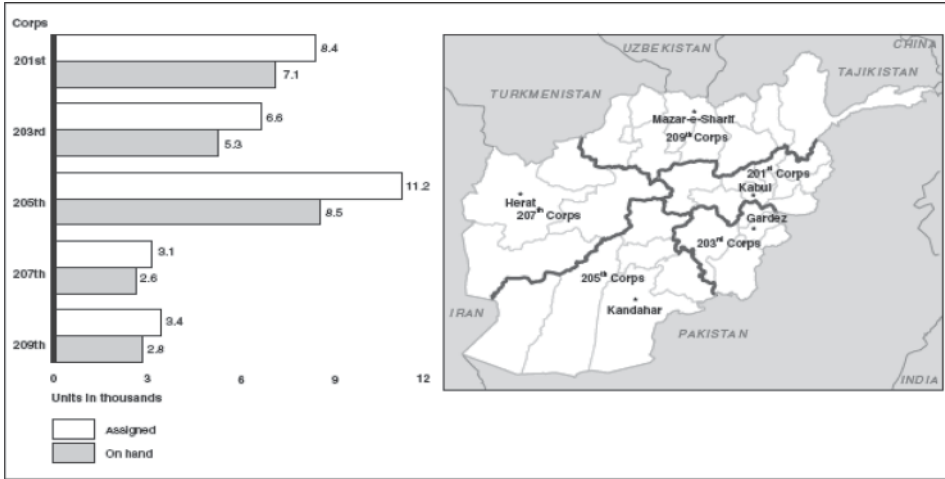 Corps
201st
8.4
7.1
203rd
6.6
5.3
205th
11.2
8.5
207th
3.1
2.6
209th
3.4
2.8
0 3 6 9 12
Units in thousands
Assigned
On hand
UZBEKISTAN
CHINA
TAJIKISTAN
TURKMENISTAN
Mazar-e-Sharif
209th Corps
201st Corps
Kabul
Herat
207th Corps
Gardez
203rd Corps
205th Corps
Kandahar
IRAN
PAKISTAN
INDIA